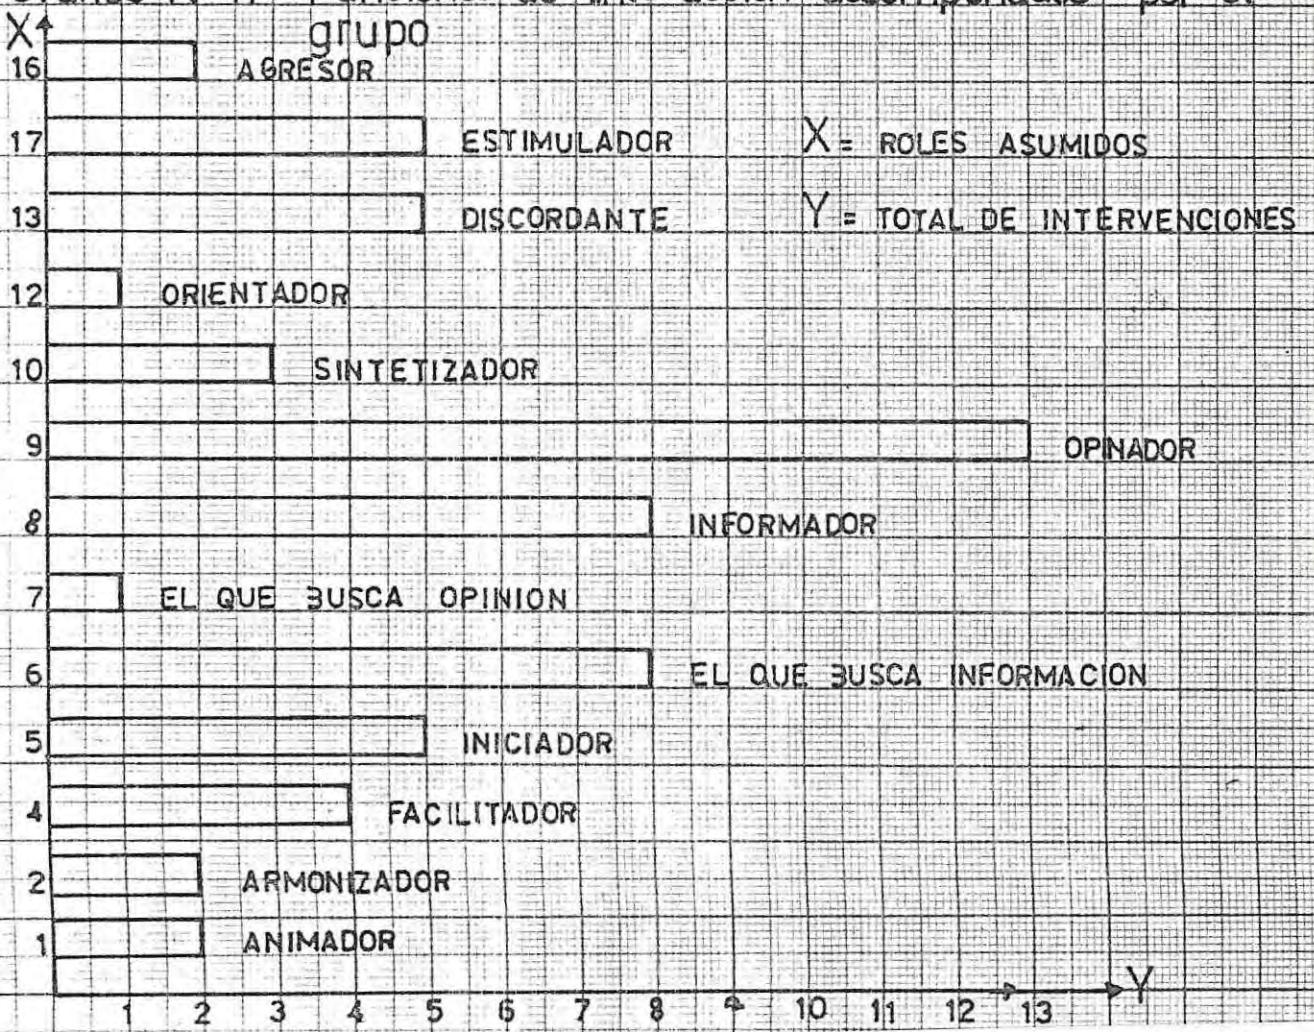 grupo
X
16 AGRESOR
17 ESTIMULADOR X = ROLES ASUMIDOS
13 DISCORDANTE Y = TOTAL DE INTERVENCIONES
12 ORIENTADOR
10 SINTETIZADOR
9 OPINADOR
8 INFORMADOR
7 EL QUE BUSCA OPINION
6 EL QUE BUSCA INFORMACION
5 INICIADOR
4 FACILITADOR
2 ARMONIZADOR
1 ANIMADOR
Y
1 2 3 4 5 6 7 8 9 10 11 12 13